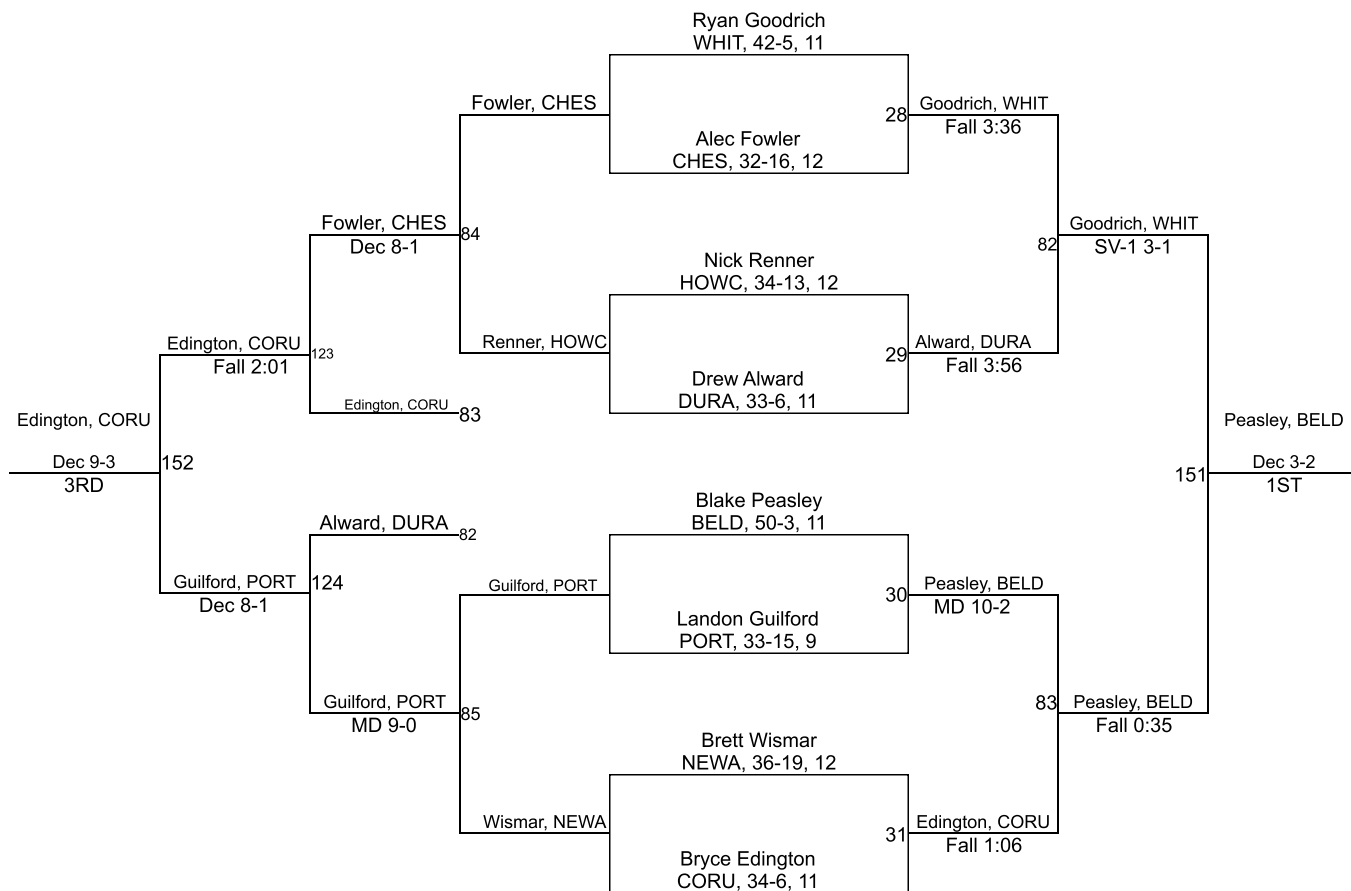 Ryan Goodrich
WHIT, 42-5, 11
Fowler, CHES
28
Goodrich, WHIT
Fall 3:36
Alec Fowler
CHES, 32-16, 12
Fowler, CHES
Dec 8-1
84
82
Goodrich, WHIT
SV-1 3-1
Nick Renner
HOWC, 34-13, 12
Renner, HOWC
29
Alward, DURA
Fall 3:56
Edington, CORU
Fall 2:01
123
Drew Alward
DURA, 33-6, 11
Edington, CORU
83
Edington, CORU
Dec 9-3
3RD
152
Peasley, BELD
151
Dec 3-2
1ST
Blake Peasley
BELD, 50-3, 11
Alward, DURA
82
Guilford, PORT
Dec 8-1
124
Guilford, PORT
30
Peasley, BELD
MD 10-2
Landon Guilford
PORT, 33-15, 9
Guilford, PORT
MD 9-0
85
83
Peasley, BELD
Fall 0:35
Brett Wismar
NEWA, 36-19, 12
Wismar, NEWA
31
Edington, CORU
Fall 1:06
Bryce Edington
CORU, 34-6, 11